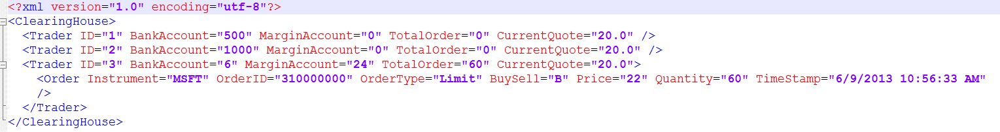 <?xml version="1.0" encoding="utf-8"?>
<ClearingHouse>
  <Trader ID="1" BankAccount="500" MarginAccount="0" TotalOrder="0" CurrentQuote="20.0" />
  <Trader ID="2" BankAccount="1000" MarginAccount="0" TotalOrder="0" CurrentQuote="20.0" />
  <Trader ID="3" BankAccount="6" MarginAccount="24" TotalOrder="60" CurrentQuote="20.0">
    <Order Instrument="MSFT" OrderID="310000000" OrderType="Limit" BuySell="B" Price="22" Quantity="60" TimeStamp="6/9/2013 10:56:33 AM"
    />
  </Trader>
</ClearingHouse>